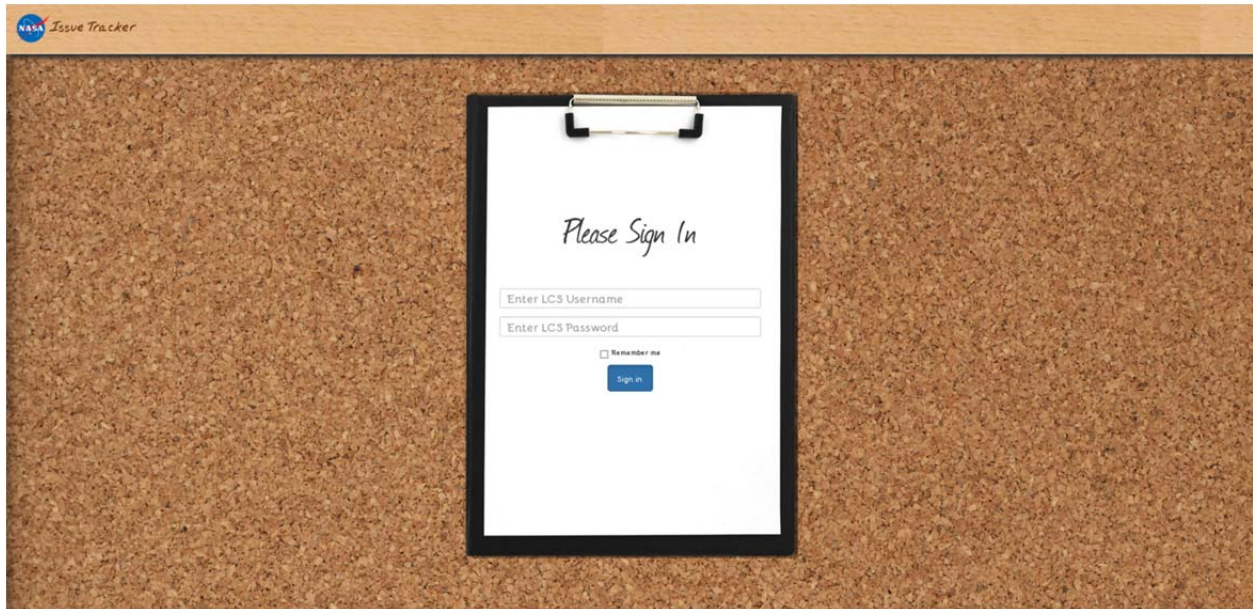 NASA Issue Tracker
Please Sign In
Enter LCS Username
Enter LCS Password
Remember me
Sign in